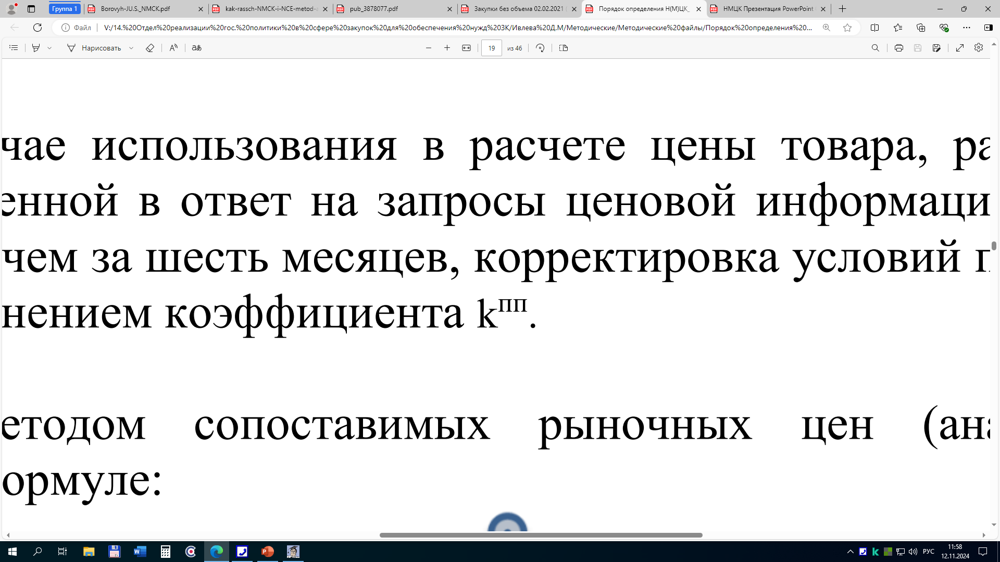 Группа 1
Borovyh-JU.S._NMCK.pdf
kak-rassch-NMCK-i-NCE-metod-
pub_3878077.pdf
Закупки без объема 02.02.2021
Порядок определения Н(М)ЦК_
НМЦК Презентация PowerPoint
Файл
V:/14.%20Отдел%20реализации%20гос.%20политики%20в%20сфере%20закупок%20для%20обеспечения%20нужд%203К/Ивлева%20Д.М/Методические/Методические%20файлы/Порядок%20определения%20...
Нарисовать
19 из 46
чае использования в расчете цены товара, ра
енной в ответ на запросы ценовой информаци
чем за шесть месяцев, корректировка условий п
нением коэффициента kпп.
етодом сопоставимых рыночных цен (ана
ормуле:
РУС
11:58
12.11.2024